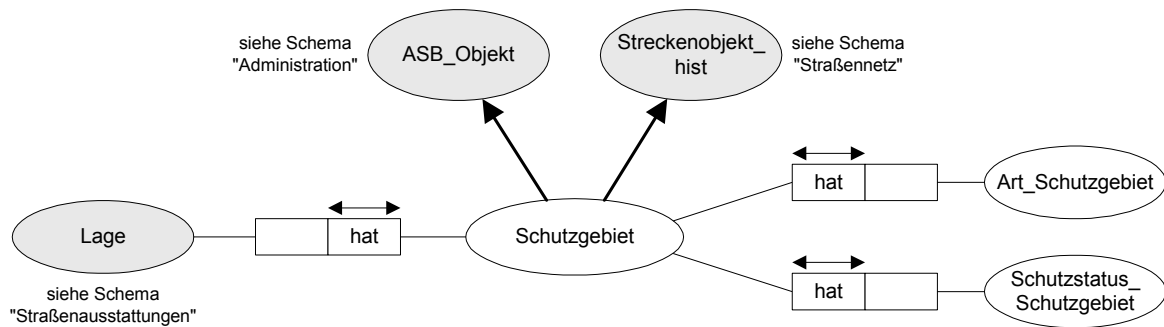 siehe Schema
"Administration"
ASB_Objekt
Streckenobjekt_
hist
siehe Schema
"Straßennetz"
hat
Art_Schutzgebiet
Lage
hat
Schutzgebiet
hat
Schutzstatus_
Schutzgebiet
siehe Schema
"Straßenausstattungen"